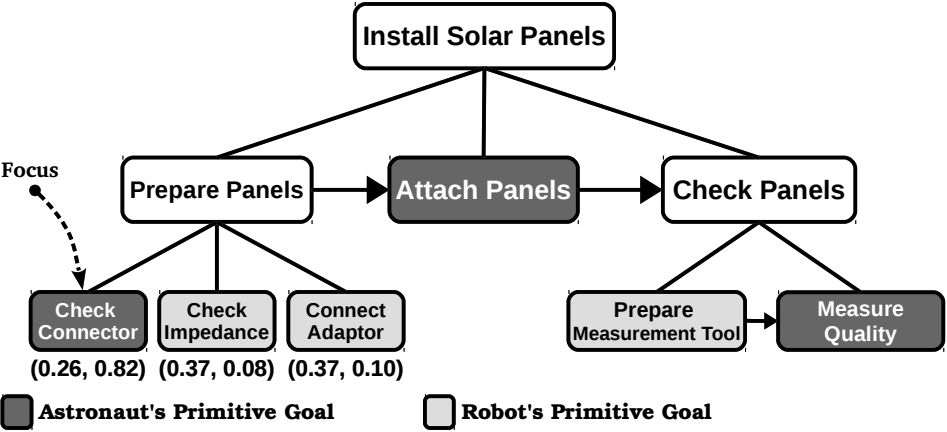 Install Solar Panels
Focus
Prepare Panels
Attach Panels
Check Panels
Check
Connector
Check
Impedance
Connect
Adaptor
Prepare
Measurement Tool
Measure
Quality
(0.26, 0.82) (0.37, 0.08) (0.37, 0.10)
Astronaut's Primitive Goal
Robot's Primitive Goal